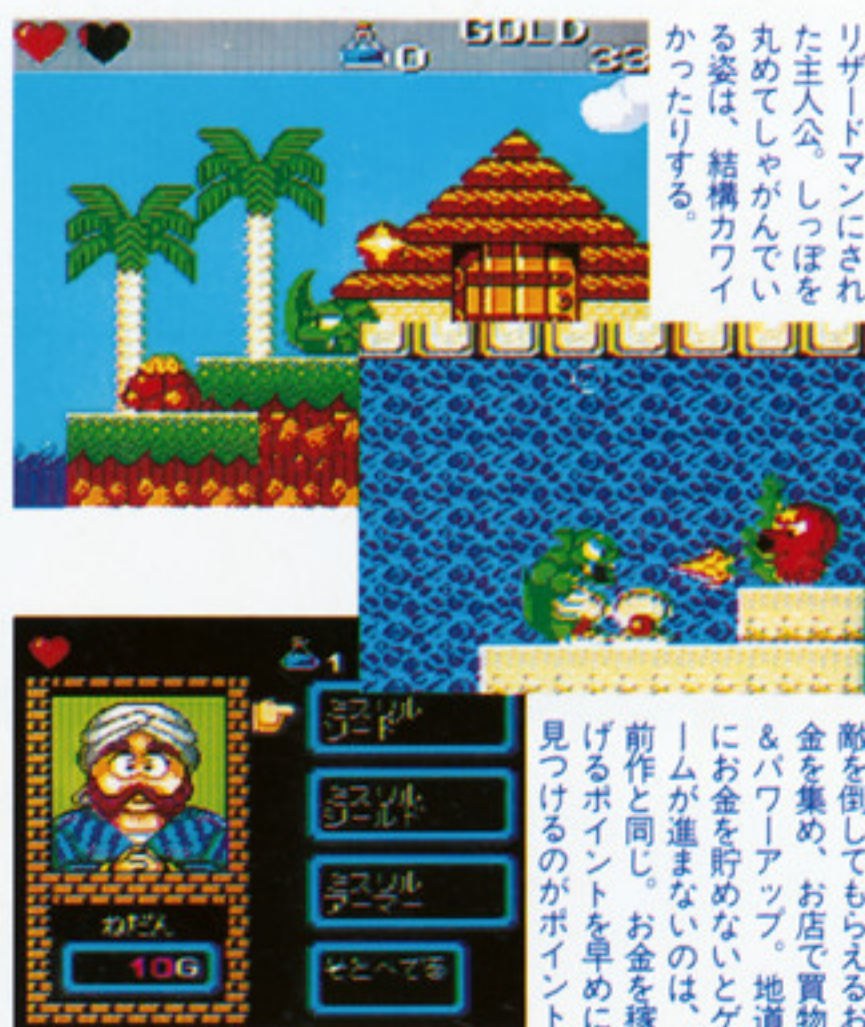 GOLD
0
33
リザードマンにされ
た主人公。しっぽを
丸めてしゃがんでい
る姿は、結構カワイ
かったりする。
1
ミスリル
ソード
ミスリル
シールド
ミスリル
アーマー
そとへでる
ねだん
10G
敵を倒してもらえるお
金を集め、お店で買物
&パワーアップ。地道
にお金を貯めないとゲ
ームが進まないのは、
前作と同じ。お金を稼
げるポイントを早めに
見つけるのがポイント